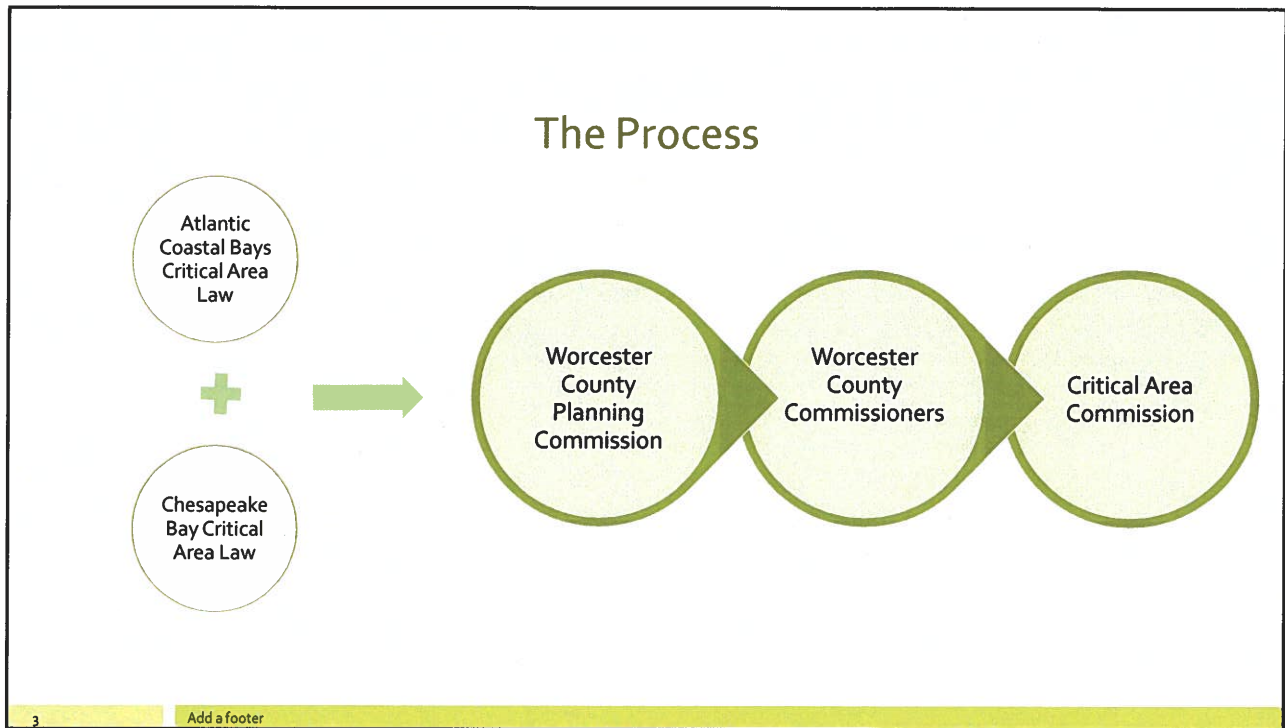 The Process
Atlantic
Coastal Bays
Critical Area
Law
Chesapeake
Bay Critical
Area Law
Worcester
County
Planning
Commission
Worcester
County
Commissioners
Critical Area
Commission
3
Add a footer